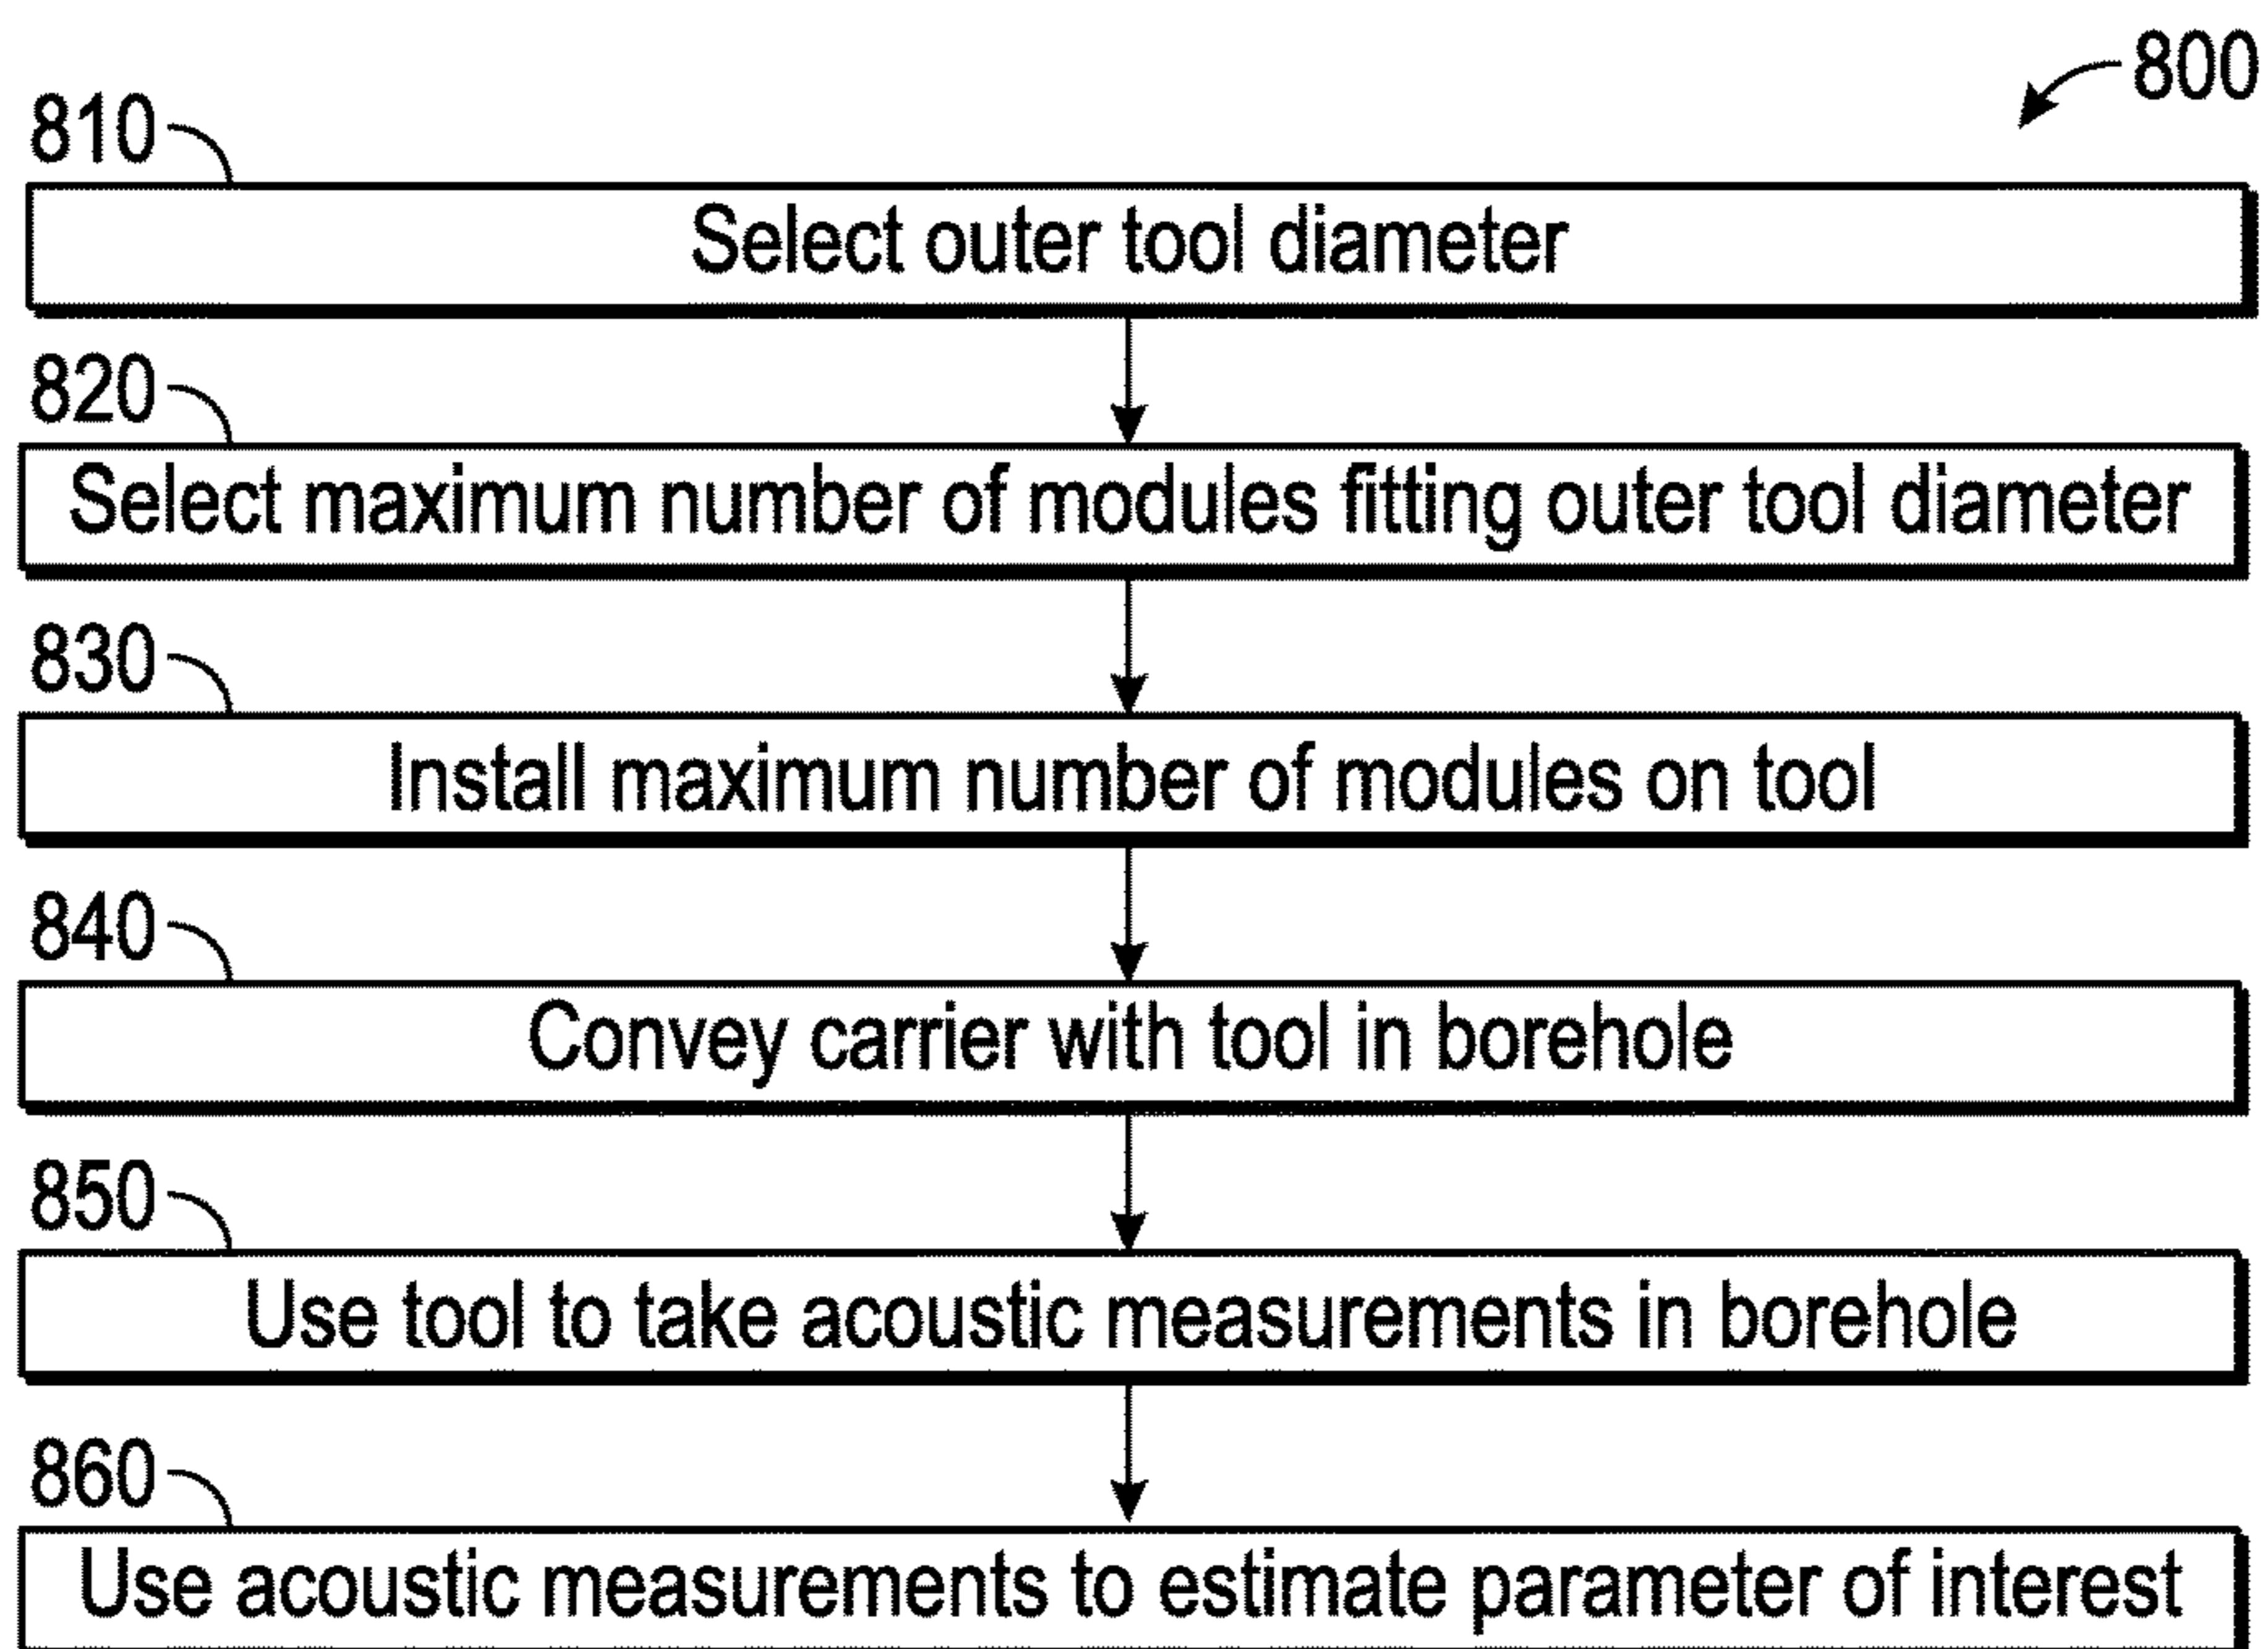 800
810
Select outer tool diameter
820
Select maximum number of modules fitting outer tool diameter
830
Install maximum number of modules on tool
840
Convey carrier with tool in borehole
850
Use tool to take acoustic measurements in borehole
860
Use acoustic measurements to estimate parameter of interest